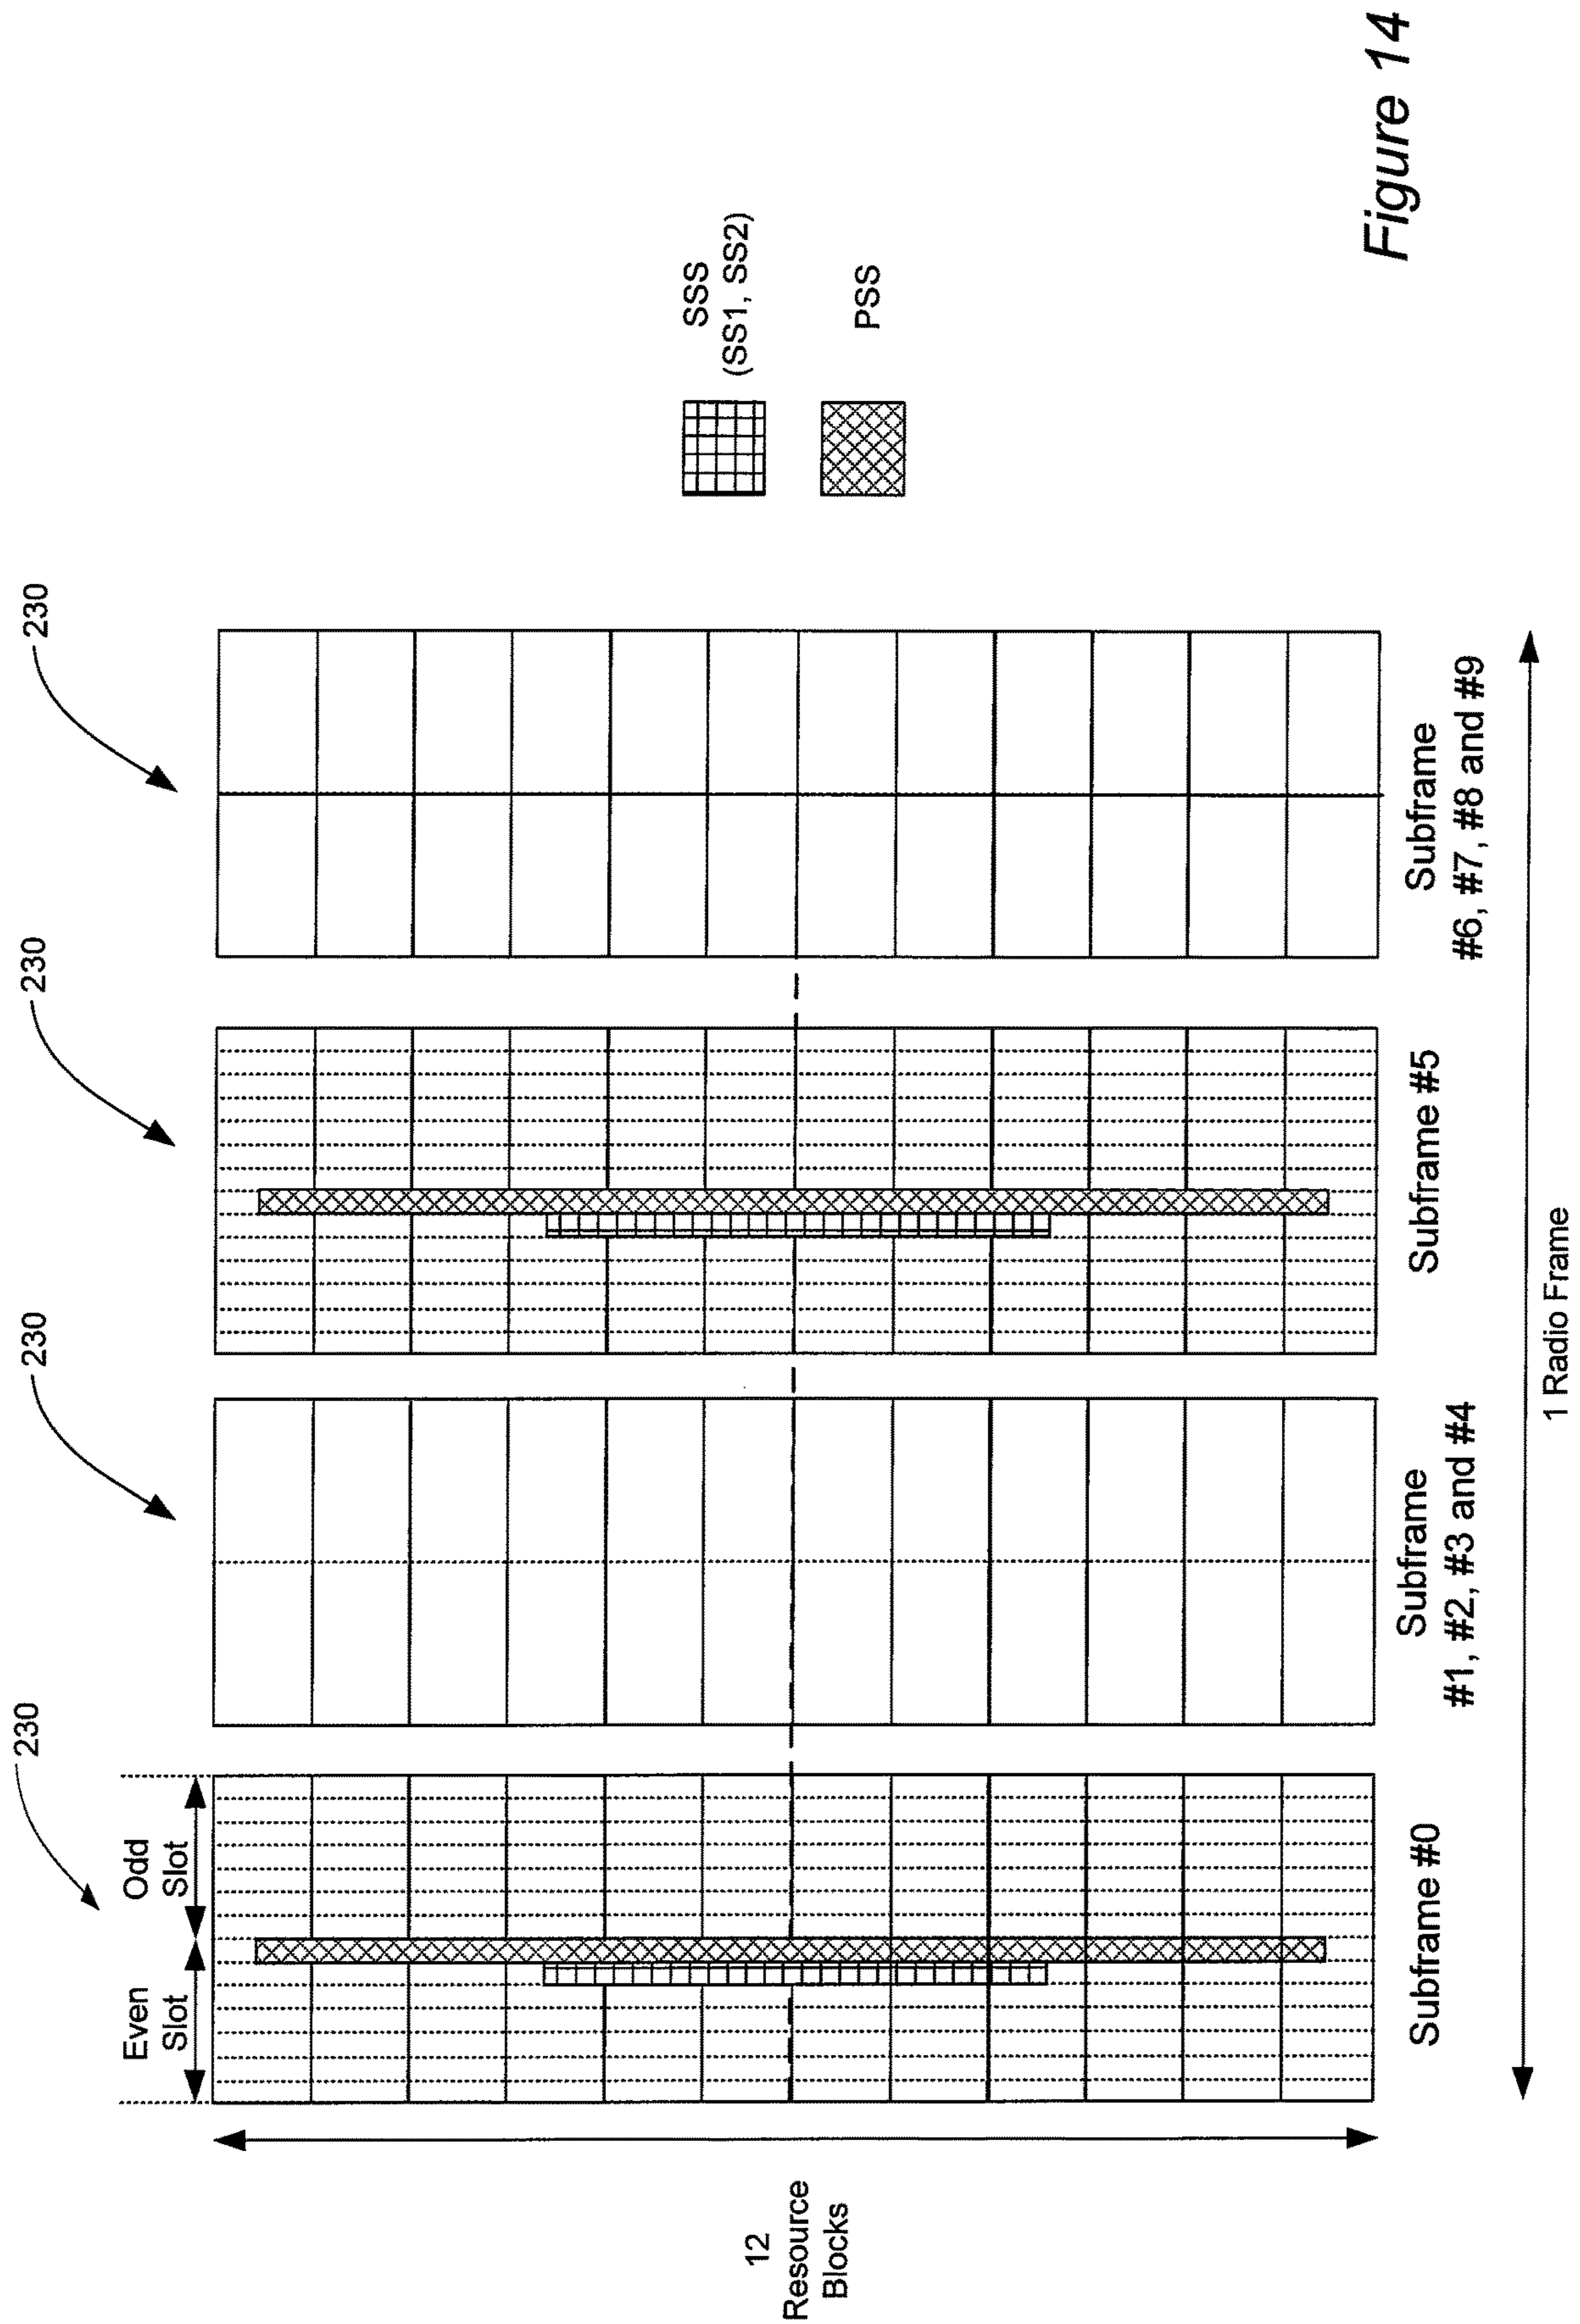 230
230
230
230
Even
Slot
Odd
Slot
12
Resource
Blocks
Subframe #0
Subframe
#1, #2, #3 and #4
Subframe #5
Subframe
#6, #7, #8 and #9
1 Radio Frame
SSS
(SS1, SS2)
PSS
Figure 14